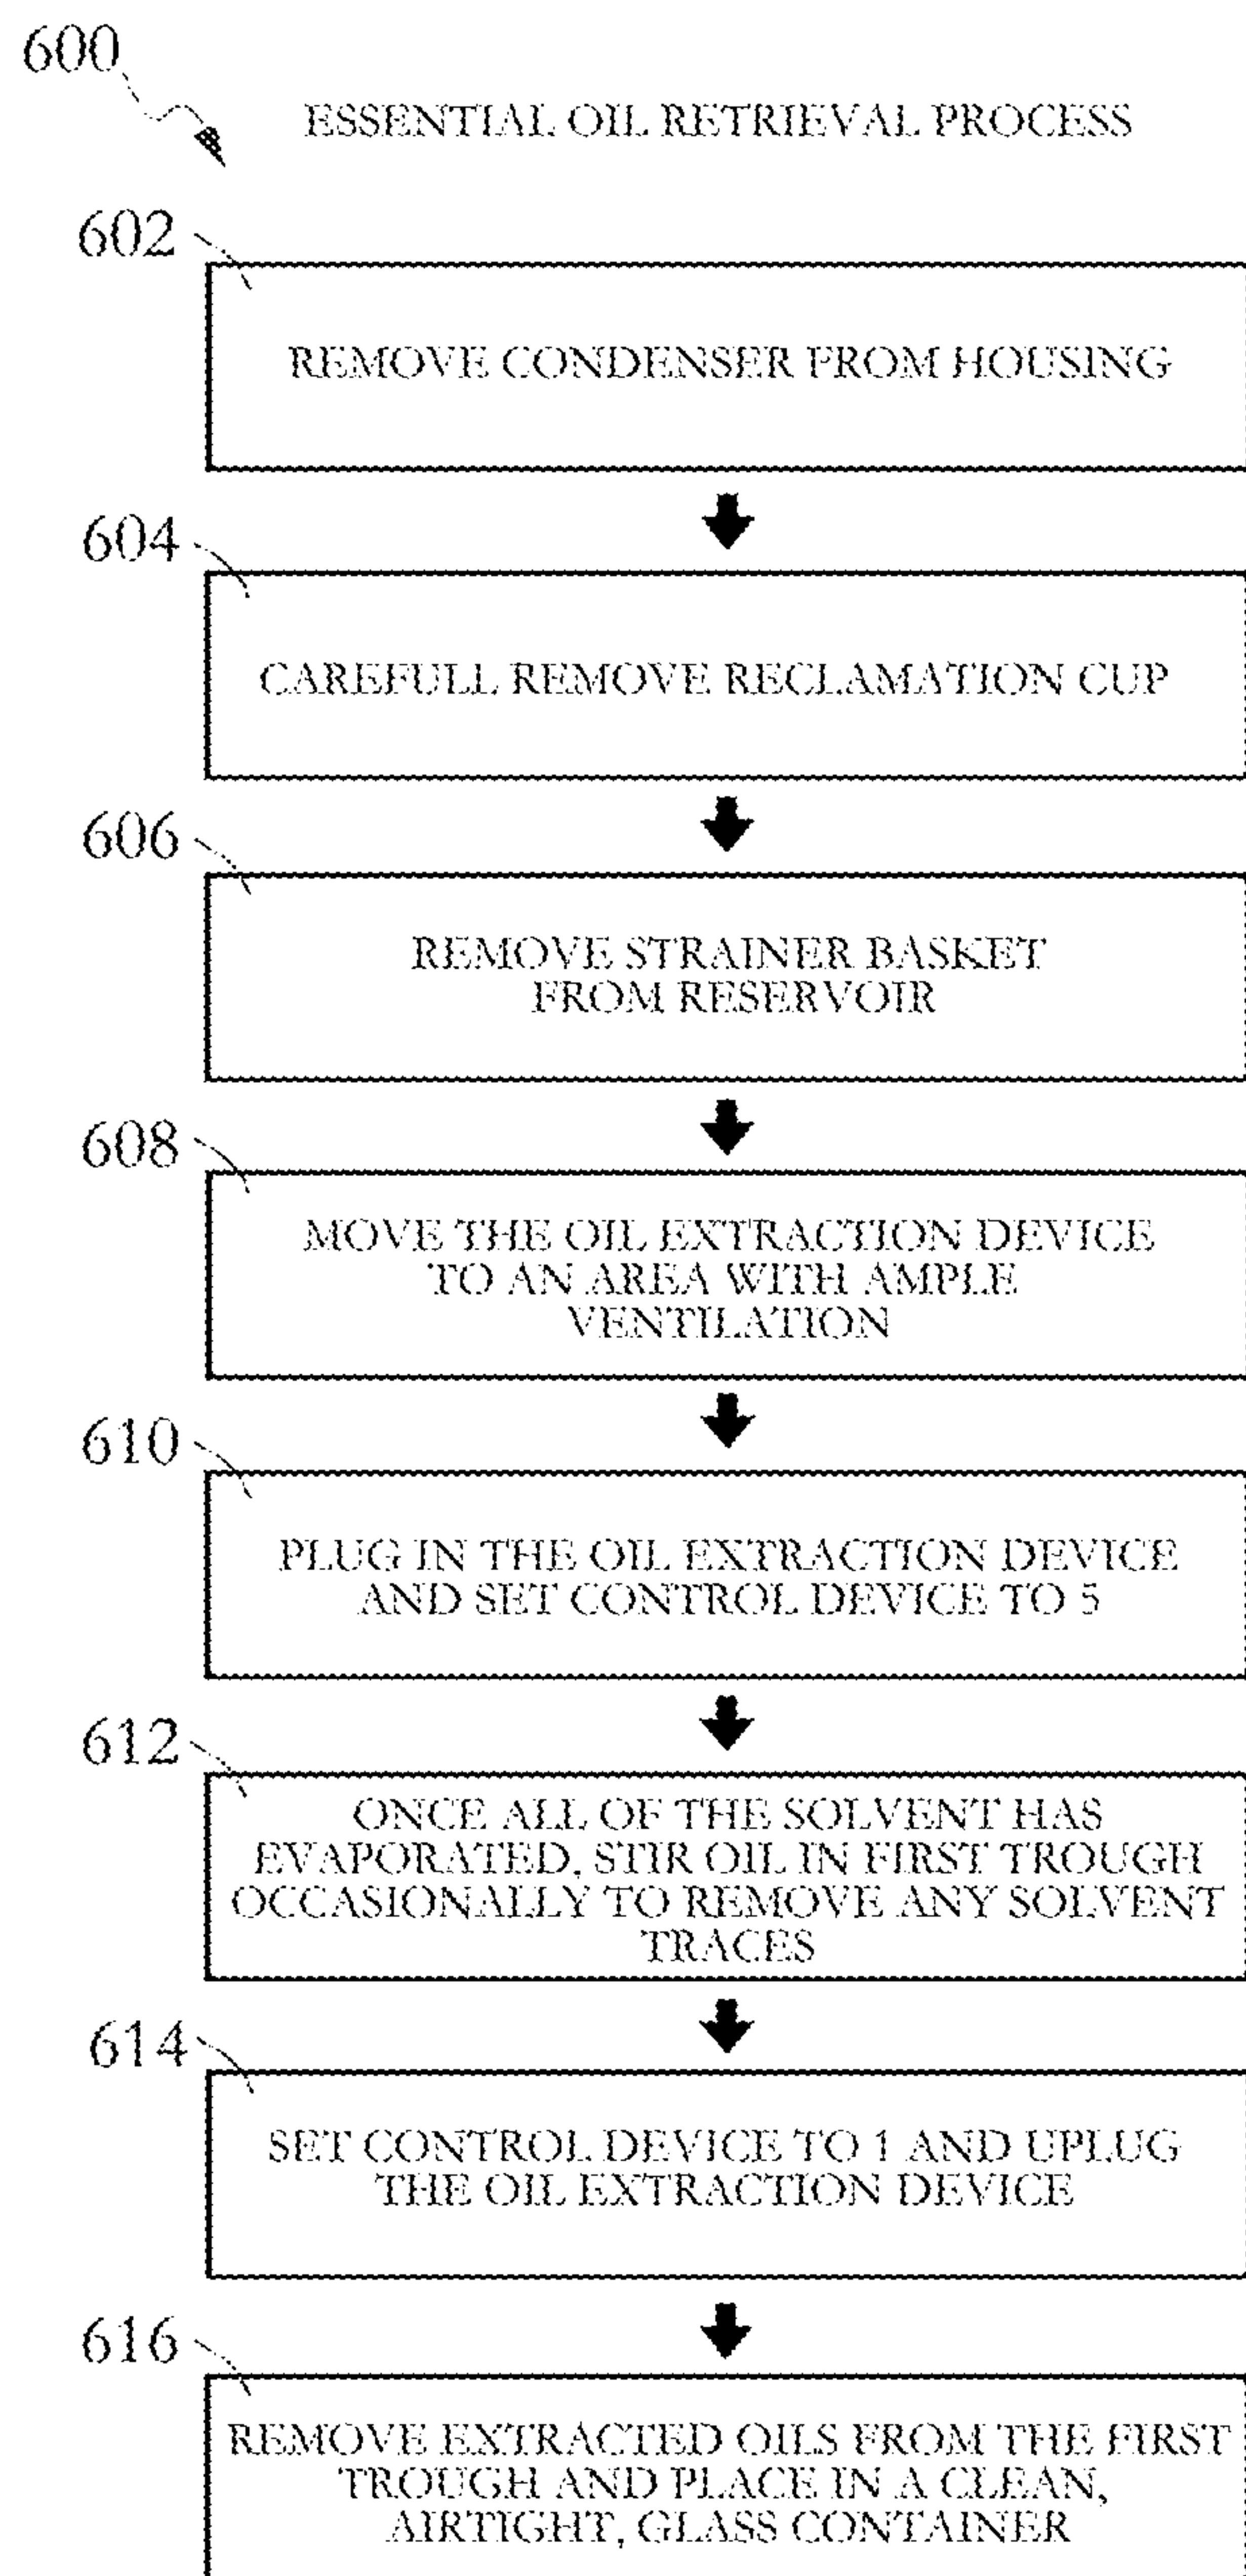 600
ESSENTIAL OIL RETRIEVAL PROCESS
602
REMOVE CONDENSER FROM HOUSING
604
CAREFULL REMOVE RECLAMATION CUP
606
REMOVE STRAINER BASKET
FROM RESERVOIR
608
MOVE THE OIL EXTRACTION DEVICE
TO AN AREA WITH AMPLE
VENTILATION
610
PLUG IN THE OIL EXTRACTION DEVICE
AND SET CONTROL DEVICE TO 5
612
ONCE ALL OF THE SOLVENT HAS
EVAPORATED, STIR OIL IN FIRST TROUGH
OCCASIONALLY TO REMOVE ANY SOLVENT
TRACES
614
SET CONTROL DEVICE TO 1 AND UPLUG
THE OIL EXTRACTION DEVICE
616
REMOVE EXTRACTED OILS FROM THE FIRST
TROUGH AND PLACE IN A CLEAN,
AIRTIGHT, GLASS CONTAINER